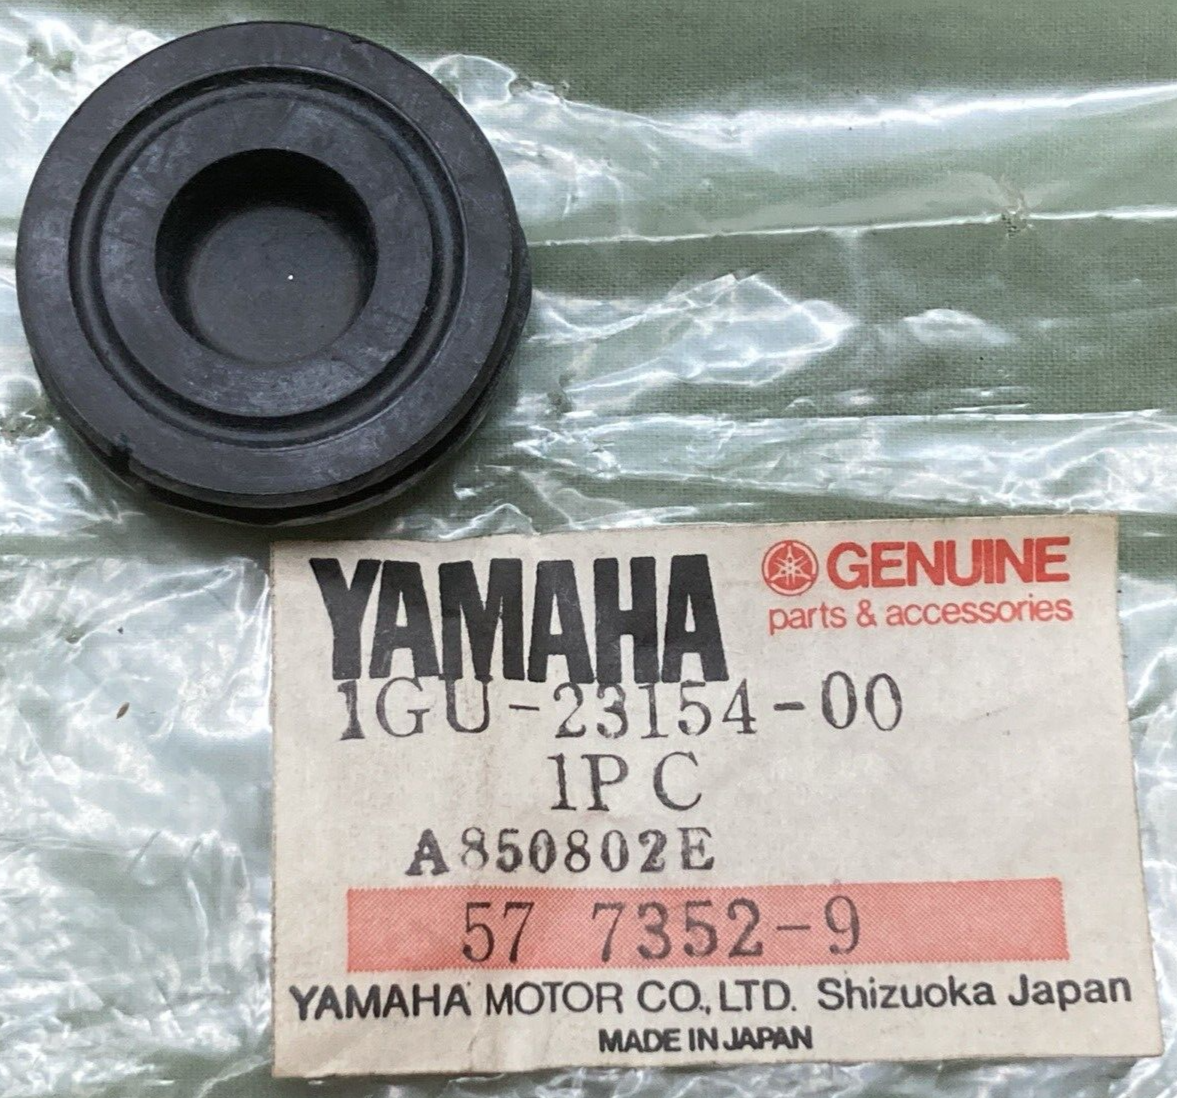 YAMAHA GENUINE
parts & accessories
1GU-23154-00
1PC
A850802E
57 7352-9
YAMAHA MOTOR CO., LTD. Shizuoka Japan
MADE IN JAPAN